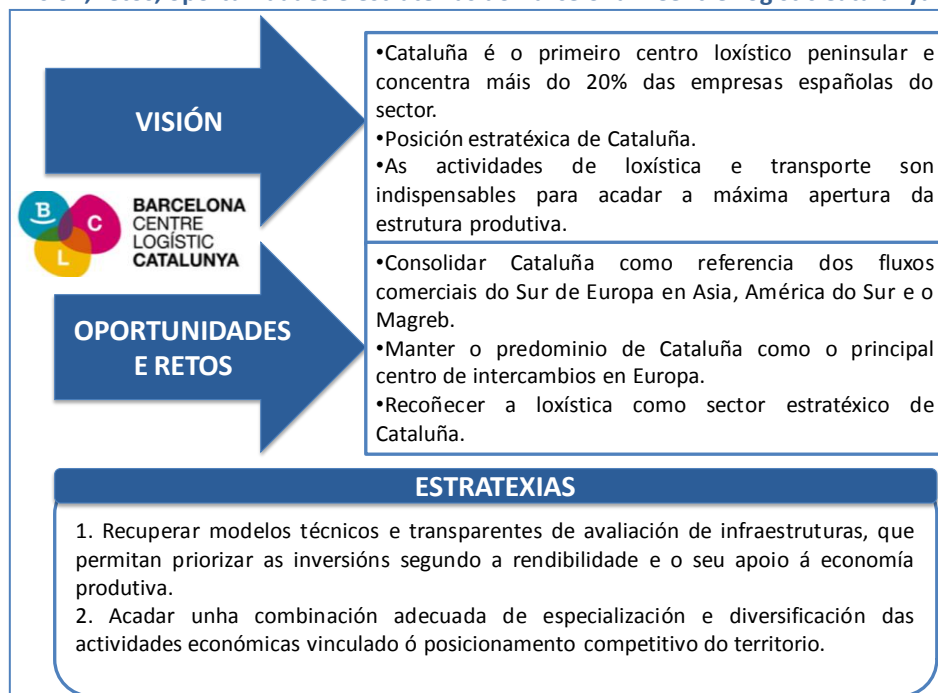 VISIÓN
•Cataluña é o primeiro centro loxístico peninsular e
concentra máis do 20% das empresas españolas do
sector.
•Posición estratéxica de Cataluña.
•As actividades de loxística e transporte son
indispensables para acadar a máxima apertura da
estrutura produtiva.
B
C
L
BARCELONA
CENTRE
LOGÍSTIC
CATALUNYA
OPORTUNIDADES
E RETOS
•Consolidar Cataluña como referencia dos fluxos
comerciais do Sur de Europa en Asia, América do Sur e o
Magreb.
•Manter o predominio de Cataluña como o principal
centro de intercambios en Europa.
•Recoñecer a loxística como sector estratéxico de
Cataluña.
ESTRATEXIAS
1. Recuperar modelos técnicos e transparentes de avaliación de infraestruturas, que
permitan priorizar as inversións segundo a rendibilidade e o seu apoio á economía
produtiva.
2. Acadar unha combinación adecuada de especialización e diversificación das
actividades económicas vinculado ó posicionamento competitivo do territorio.